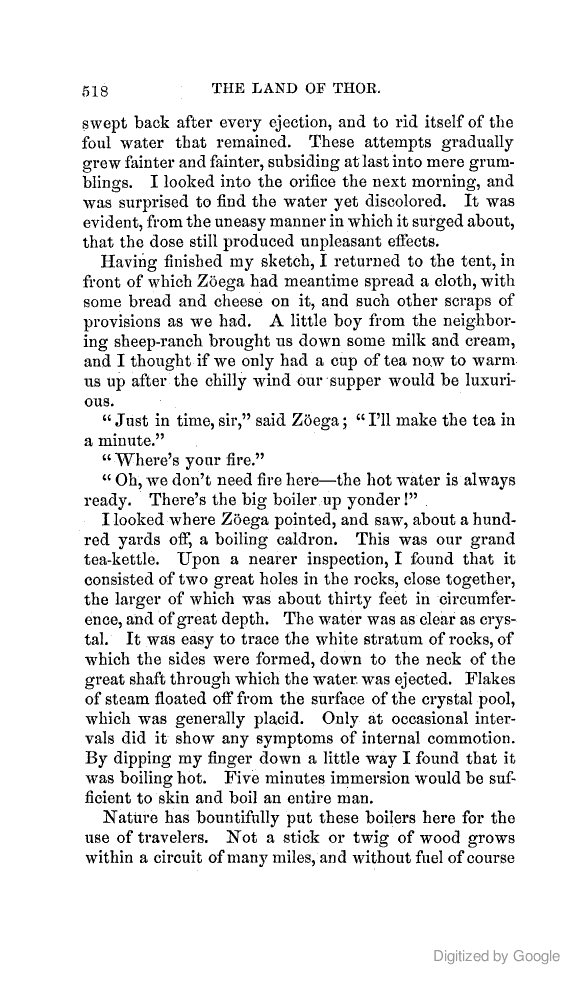 518 THE LAND OF THOR.
swept back after every ejection, and to rid itself of the
foul water that remained. These attempts gradually
grew fainter and fainter, subsiding at last into mere grum-
blings. I looked into the orifice the next morning, and
was surprised to find the water yet discolored. It was
evident, from the uneasy manner in which it surged about,
that the dose still produced unpleasant effects.
Having finished my sketch, I returned to the tent, in
front of which Zöega had meantime spread a cloth, with
some bread and cheese on it, and such other scraps of
provisions as we had. A little boy from the neighbor-
ing sheep-ranch brought us down some milk and cream,
and I thought if we only had a cup of tea now to warm
us up after the chilly wind our supper would be luxuri-
ous.
"Just in time, sir," said Zöega; "I'll make the tea in
a minute."
"Where's your fire."
"Oh, we don't need fire here—the hot water is always
ready. There's the big boiler up yonder!"
I looked where Zöega pointed, and saw, about a hund-
red yards off, a boiling caldron. This was our grand
tea-kettle. Upon a nearer inspection, I found that it
consisted of two great holes in the rocks, close together,
the larger of which was about thirty feet in circumfer-
ence, and of great depth. The water was as clear as crys-
tal. It was easy to trace the white stratum of rocks, of
which the sides were formed, down to the neck of the
great shaft through which the water was ejected. Flakes
of steam floated off from the surface of the crystal pool,
which was generally placid. Only at occasional inter-
vals did it show any symptoms of internal commotion.
By dipping my finger down a little way I found that it
was boiling hot. Five minutes immersion would be suf-
ficient to skin and boil an entire man.
Nature has bountifully put these boilers here for the
use of travelers. Not a stick or twig of wood grows
within a circuit of many miles, and without fuel of course
Digitized by Google